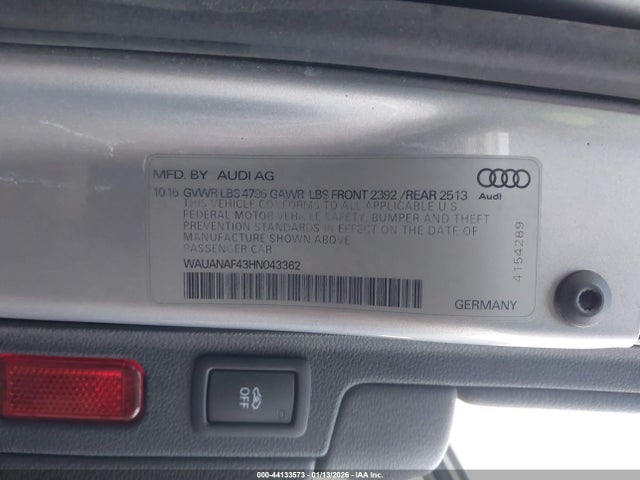 MFD. BY AUDI AG
10.16 GVWR LBS 4795 GAWR LBS FRONT 2392 /REAR 2513
THIS VEHICLE CONFORMS TO ALL APPLICABLE U.S.
FEDERAL MOTOR VEHICLE SAFETY, BUMPER AND THEFT
PREVENTION STANDARDS IN EFFECT ON THE DATE OF
MANUFACTURE SHOWN ABOVE
PASSENGER CAR
WAUANAF43HN043362
GERMANY
Audi
4154289
OFF
000-44133573 | 01/13/2026 | IAA, Inc.